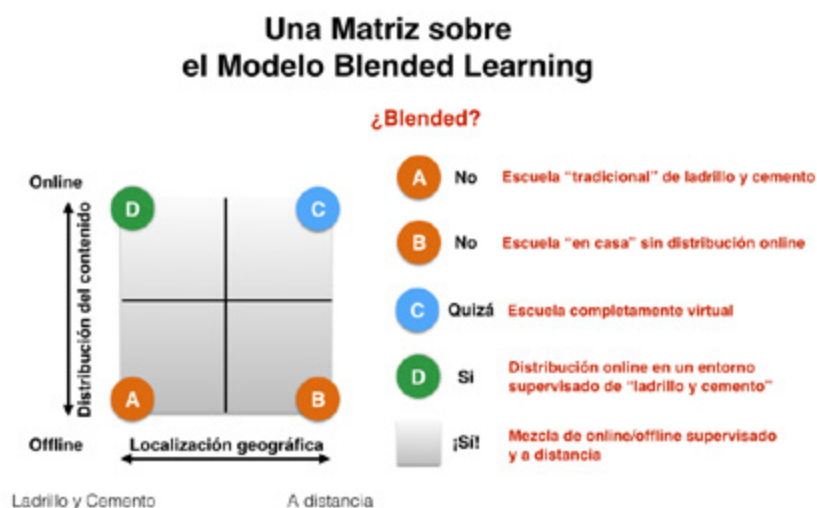 Una Matriz sobre
el Modelo Blended Learning
¿Blended?
Online
Distribución del contenido
Offline
D
C
A
B
Localización geográfica
Ladrillo y Cemento
A distancia
A No Escuela “tradicional” de ladrillo y cemento
B No Escuela “en casa” sin distribución online
C Quizá Escuela completamente virtual
D Sí Distribución online en un entorno
supervisado de “ladrillo y cemento”
¡Sí! Mezcla de online/offline supervisado
y a distancia